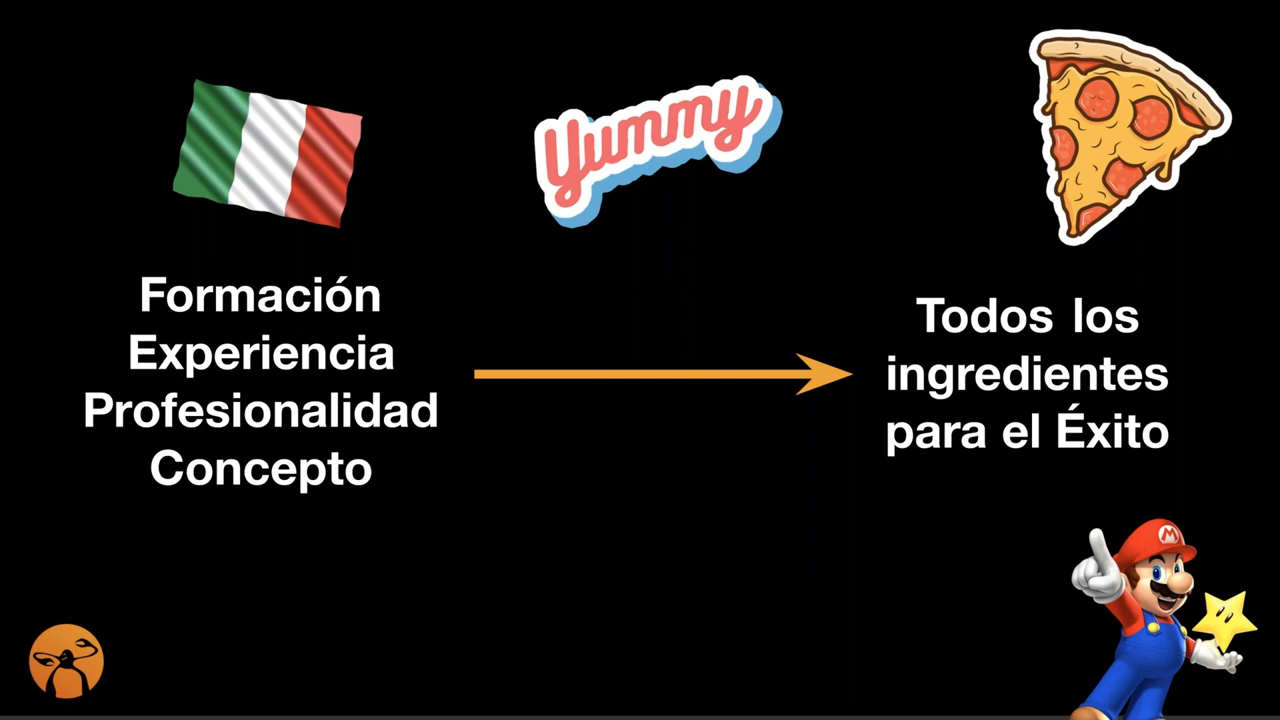 Yummy
Formación
Experiencia
Profesionalidad
Concepto
Todos los
ingredientes
para el Éxito
M